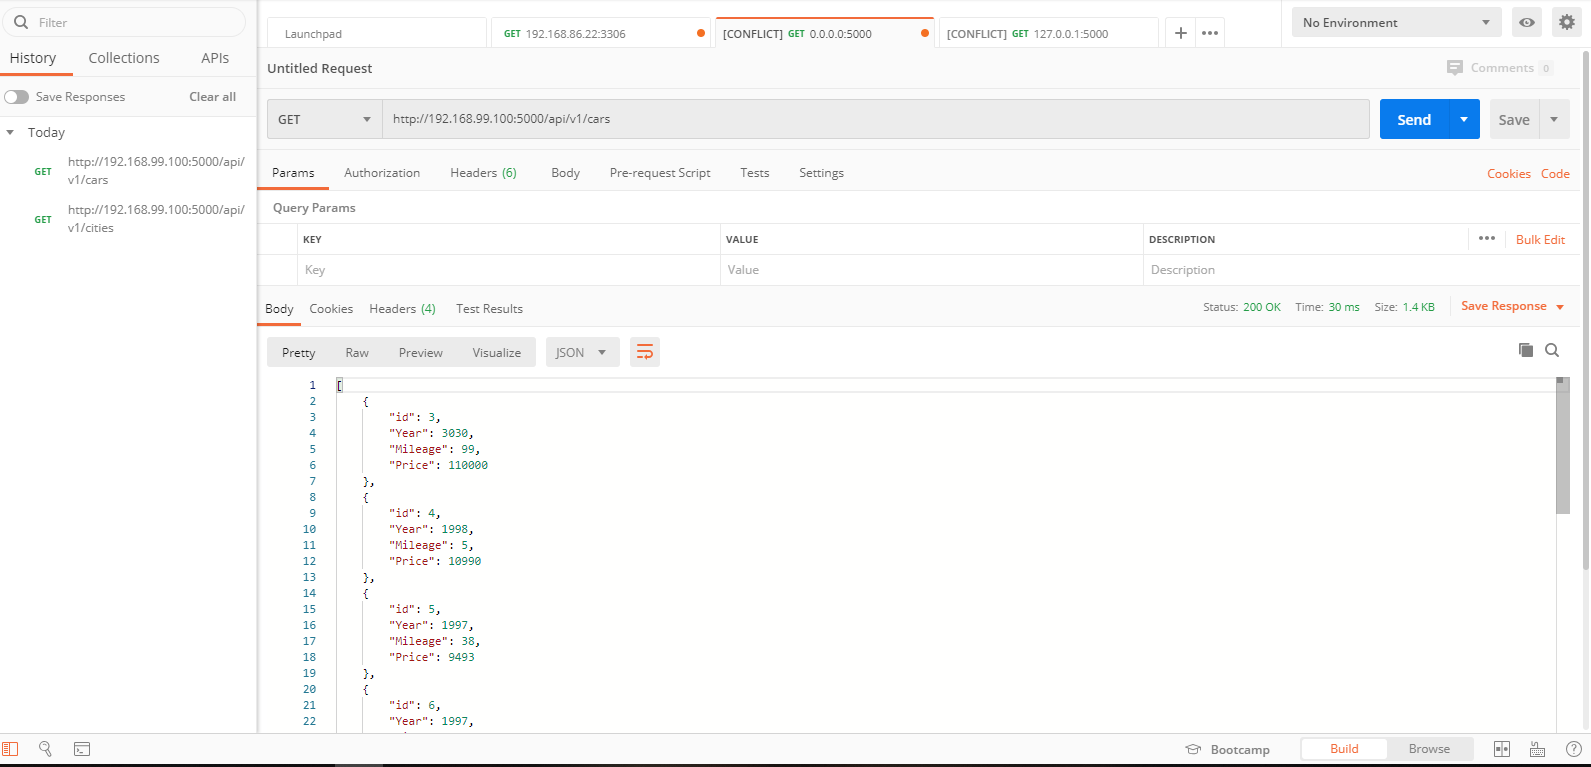 Filter
History Collections APIs
Save Responses Clear all
Today
GET http://192.168.99.100:5000/api/
v1/cars
GET http://192.168.99.100:5000/api/
v1/cities
Launchpad GET 192.168.86.22:3306 [CONFLICT] GET 0.0.0.0:5000 [CONFLICT] GET 127.0.0.1:5000 No Environment
Untitled Request Comments 0
GET http://192.168.99.100:5000/api/v1/cars Send Save
Params Authorization Headers (6) Body Pre-request Script Tests Settings Cookies Code
Query Params
KEY VALUE DESCRIPTION Bulk Edit
Key Value Description
Body Cookies Headers (4) Test Results Status: 200 OK Time: 30 ms Size: 1.4 KB Save Response
Pretty Raw Preview Visualize JSON
1 [
2 {
3 "id": 3,
4 "Year": 3030,
5 "Mileage": 99,
6 "Price": 110000
7 },
8 {
9 "id": 4,
10 "Year": 1998,
11 "Mileage": 5,
12 "Price": 10990
13 },
14 {
15 "id": 5,
16 "Year": 1997,
17 "Mileage": 38,
18 "Price": 9493
19 },
20 {
21 "id": 6,
22 "Year": 1997,
Bootcamp Build Browse